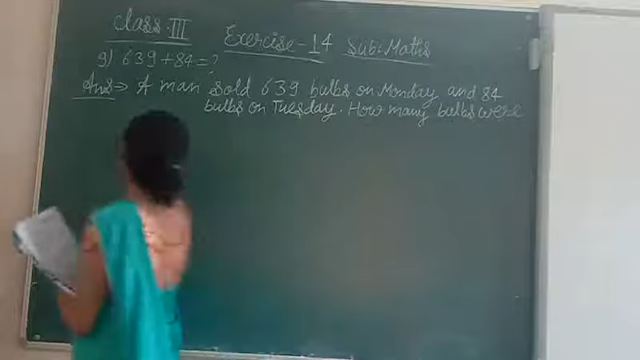 Class III Exercise-14 Sub:Maths
9) 639+84=?
Ans⇒ A man sold 639 bulbs on Monday and 84
bulbs on Tuesday. How many bulbs were